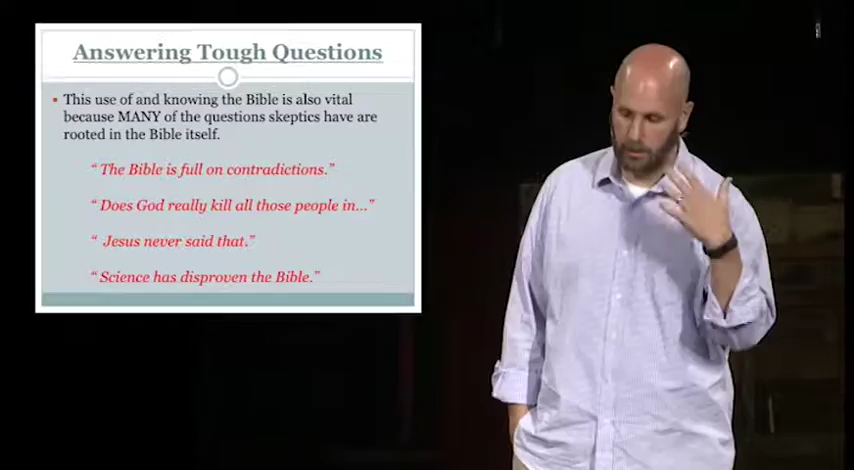 Answering Tough Questions
This use of and knowing the Bible is also vital
because MANY of the questions skeptics have are
rooted in the Bible itself.
“ The Bible is full on contradictions.”
“ Does God really kill all those people in...”
“ Jesus never said that.”
“ Science has disproven the Bible.”